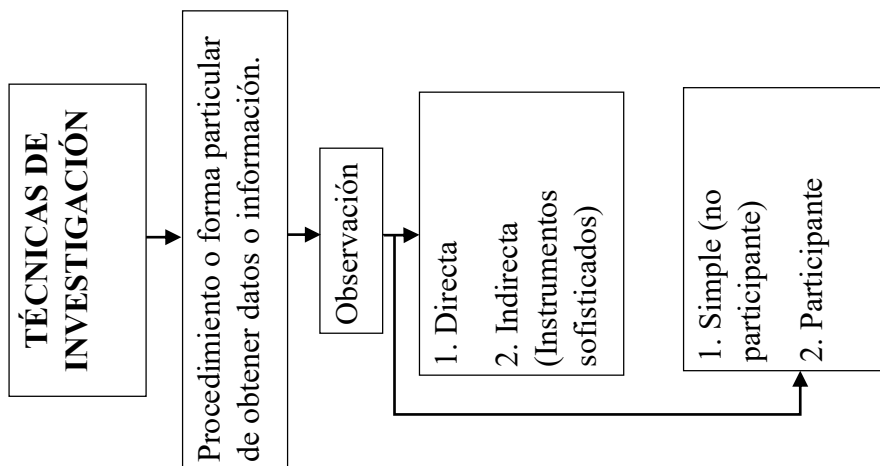 TÉCNICAS DE
INVESTIGACIÓN
Procedimiento o forma particular
de obtener datos o información.
Observación
1. Directa
2. Indirecta
(Instrumentos
sofisticados)
1. Simple (no
participante)
2. Participante